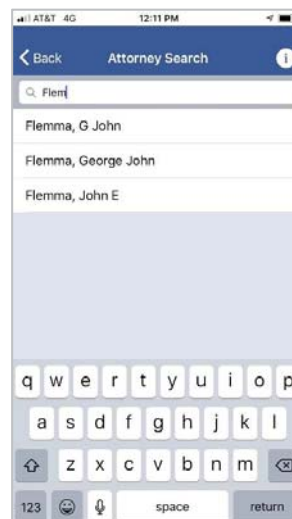 AT&T 4G 12:11 PM
Back Attorney Search i
Flem
Flemma, G John
Flemma, George John
Flemma, John E
q w e r t y u i o p
a s d f g h j k l
z x c v b n m
123 space return